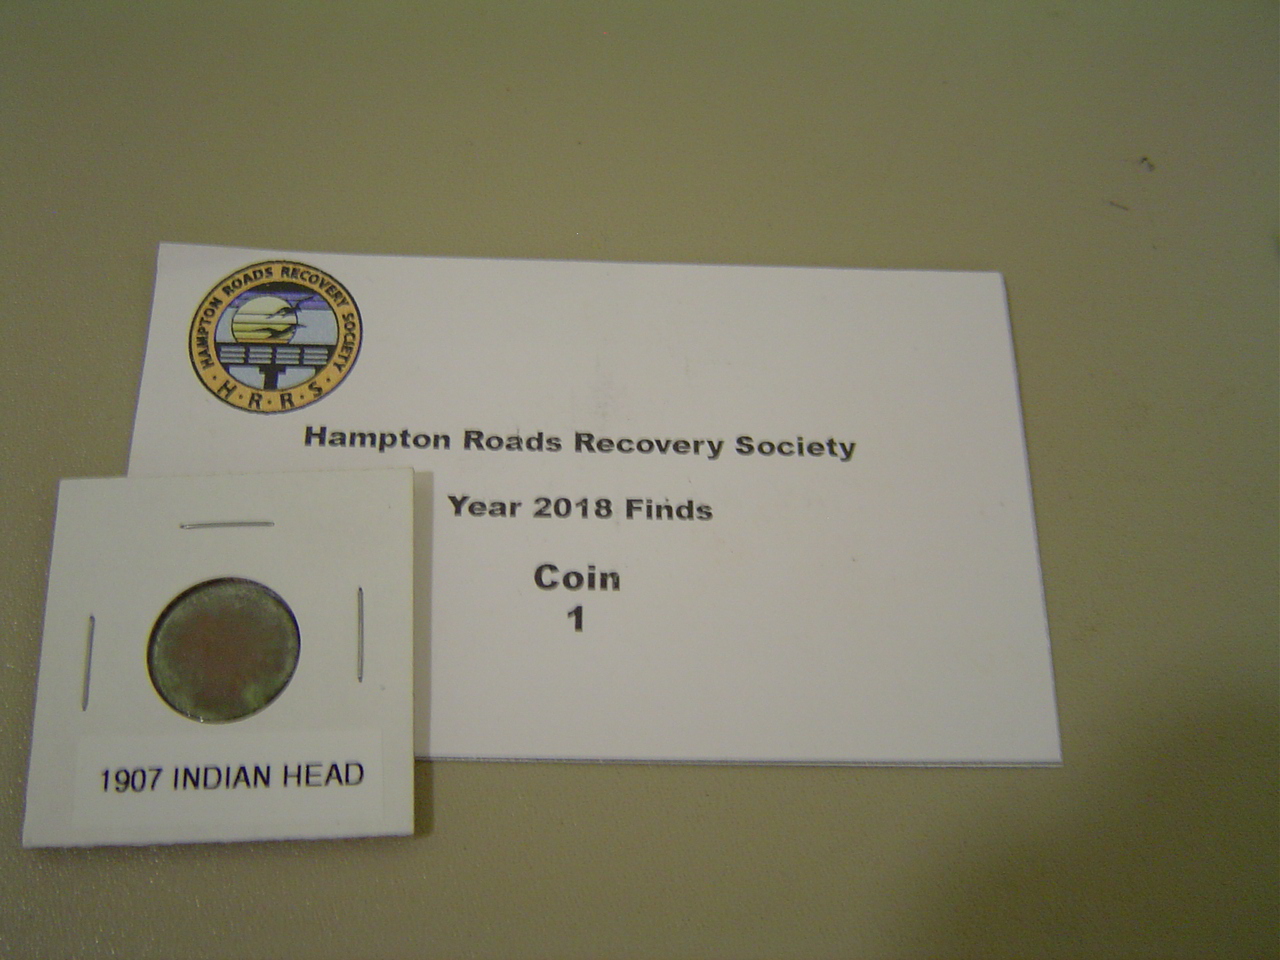 HAMPTON ROADS RECOVERY SOCIETY
· H · R · R · S ·
Hampton Roads Recovery Society
Year 2018 Finds
Coin
1
1907 INDIAN HEAD